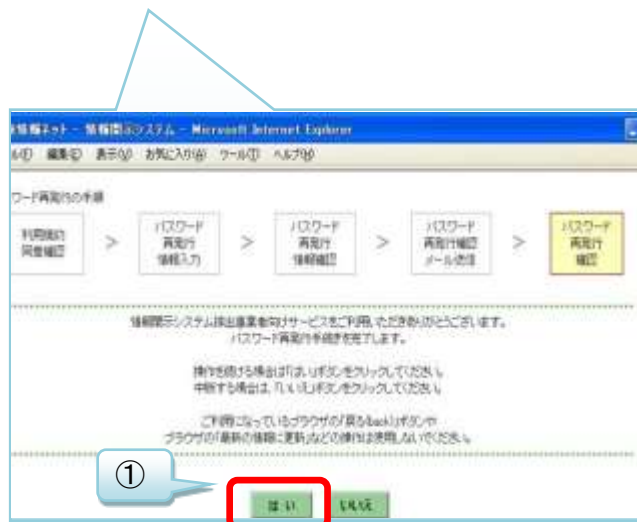 情報ネット - 情報開示システム - Microsoft Internet Explorer
編集(E) 表示(V) お気に入り(A) ツール(T) ヘルプ(H)
ワード再発行の手順
利用規約
同意確認
>
パスワード
再発行
情報入力
>
パスワード
再発行
情報確認
>
パスワード
再発行確認
メール送信
>
パスワード
再発行
確認
情報開示システム排出事業者向けサービスをご利用いただきありがとうございます。
パスワード再発行手続きを完了します。
操作を続ける場合は「はい」ボタンをクリックしてください。
中断する場合は、「いいえ」ボタンをクリックしてください。
ご利用になっているブラウザの「戻る(back)」ボタンや
ブラウザの「最新の情報に更新」などの操作は使用しないでください。
①
はい
いいえ